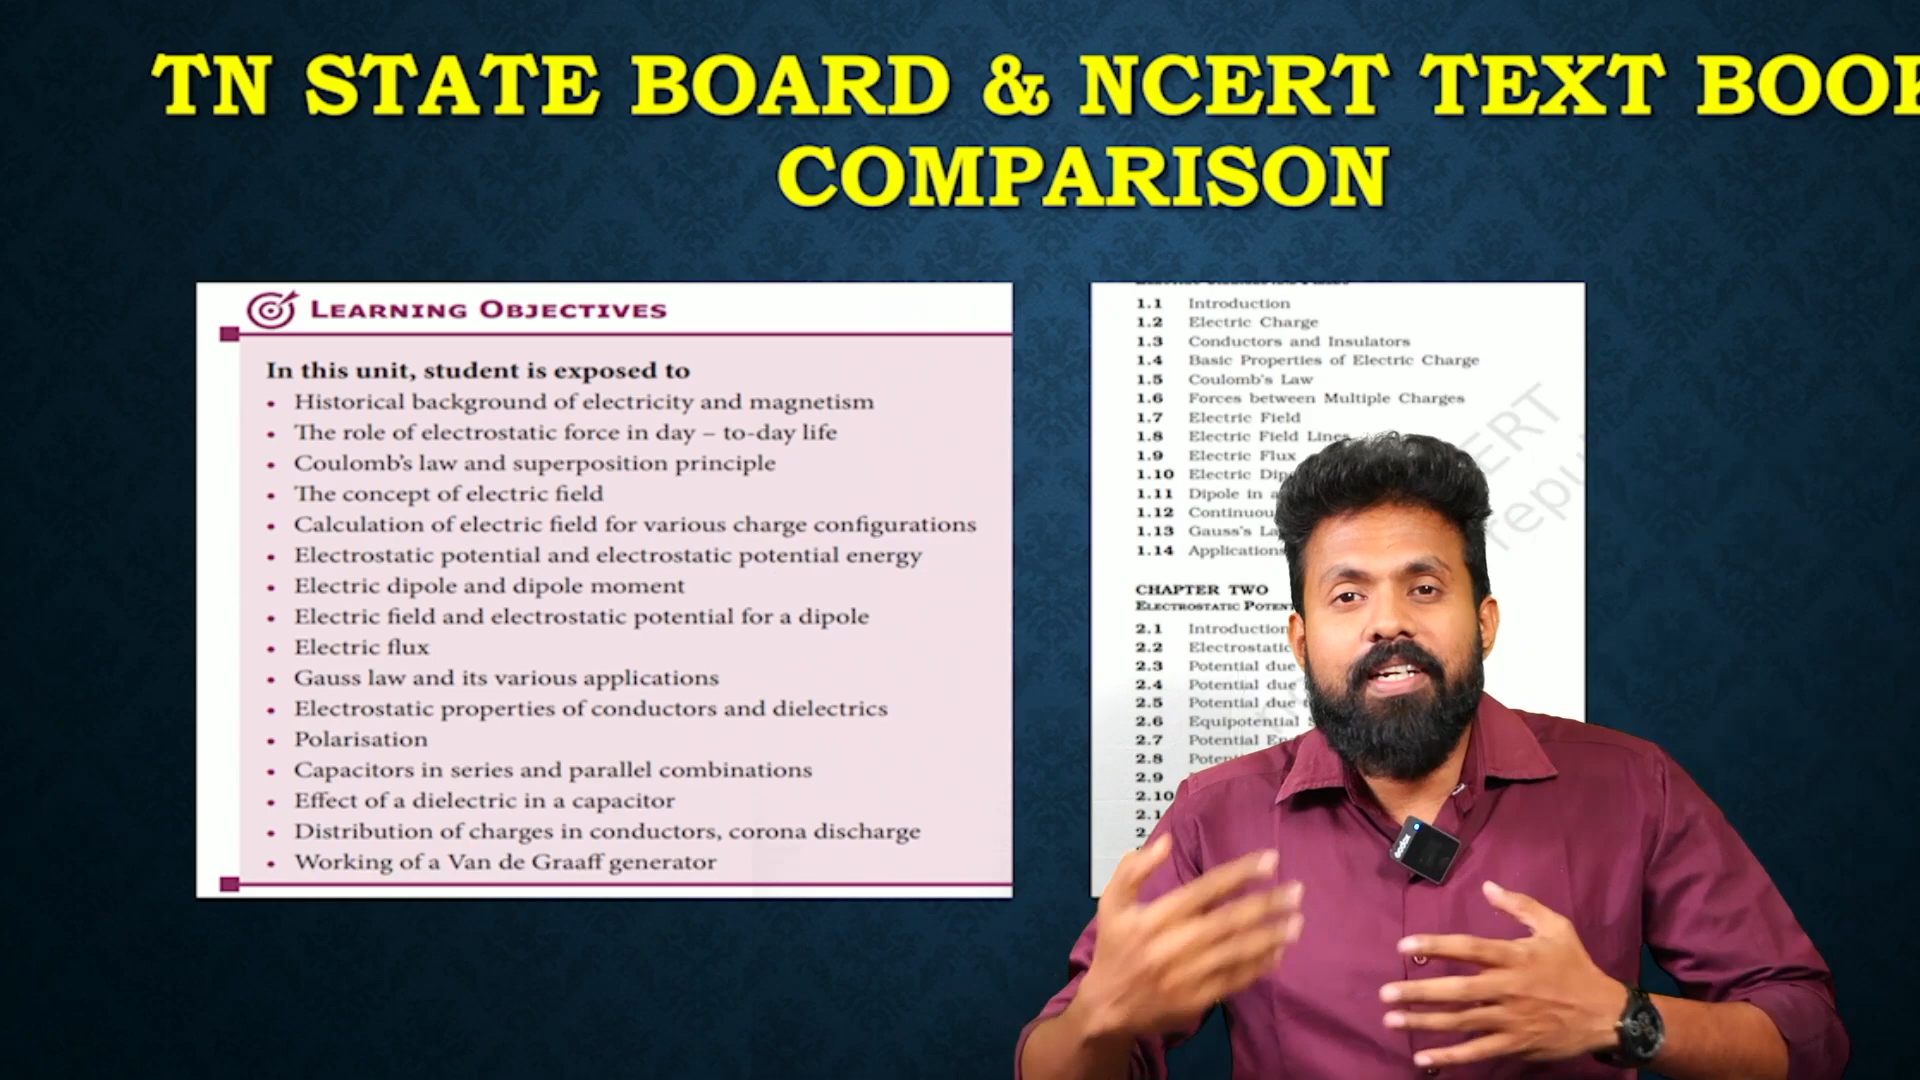 TN STATE BOARD & NCERT TEXT BOOK
COMPARISON
LEARNING OBJECTIVES
In this unit, student is exposed to
• Historical background of electricity and magnetism
• The role of electrostatic force in day – to-day life
• Coulomb's law and superposition principle
• The concept of electric field
• Calculation of electric field for various charge configurations
• Electrostatic potential and electrostatic potential energy
• Electric dipole and dipole moment
• Electric field and electrostatic potential for a dipole
• Electric flux
• Gauss law and its various applications
• Electrostatic properties of conductors and dielectrics
• Polarisation
• Capacitors in series and parallel combinations
• Effect of a dielectric in a capacitor
• Distribution of charges in conductors, corona discharge
• Working of a Van de Graaff generator
1.1 Introduction
1.2 Electric Charge
1.3 Conductors and Insulators
1.4 Basic Properties of Electric Charge
1.5 Coulomb's Law
1.6 Forces between Multiple Charges
1.7 Electric Field
1.8 Electric Field Lines
1.9 Electric Flux
1.10 Electric
1.11 Dipole in
1.12
1.13 Gauss's
1.14 Applications
CHAPTER TWO
ELECTROSTATIC
2.1 Introduction
2.2 Electrostatic
2.3 Potential due
2.4 Potential due
2.5 Potential due
2.6 Equipotential
2.7 Potential
2.8
2.9
2.10
Godox